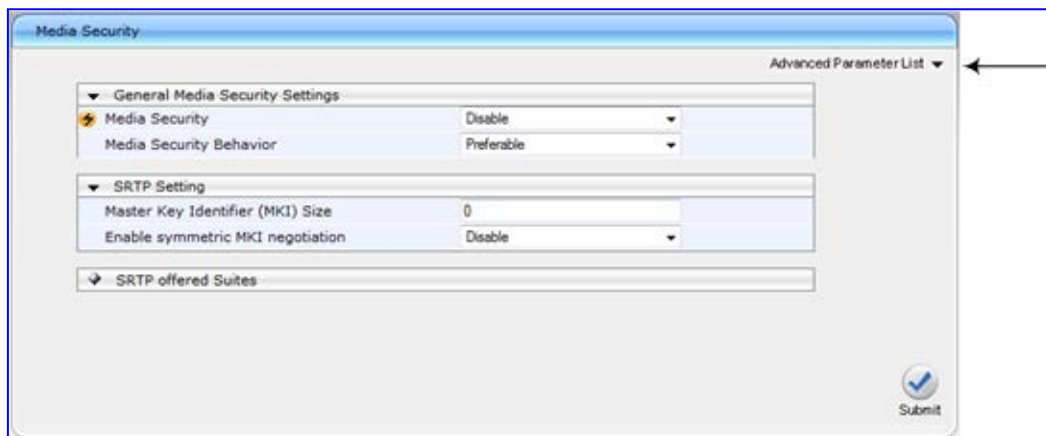 Media Security
Advanced Parameter List
General Media Security Settings
Media Security Disable
Media Security Behavior Preferable
SRTP Setting
Master Key Identifier (MKI) Size 0
Enable symmetric MKI negotiation Disable
SRTP offered Suites
Submit